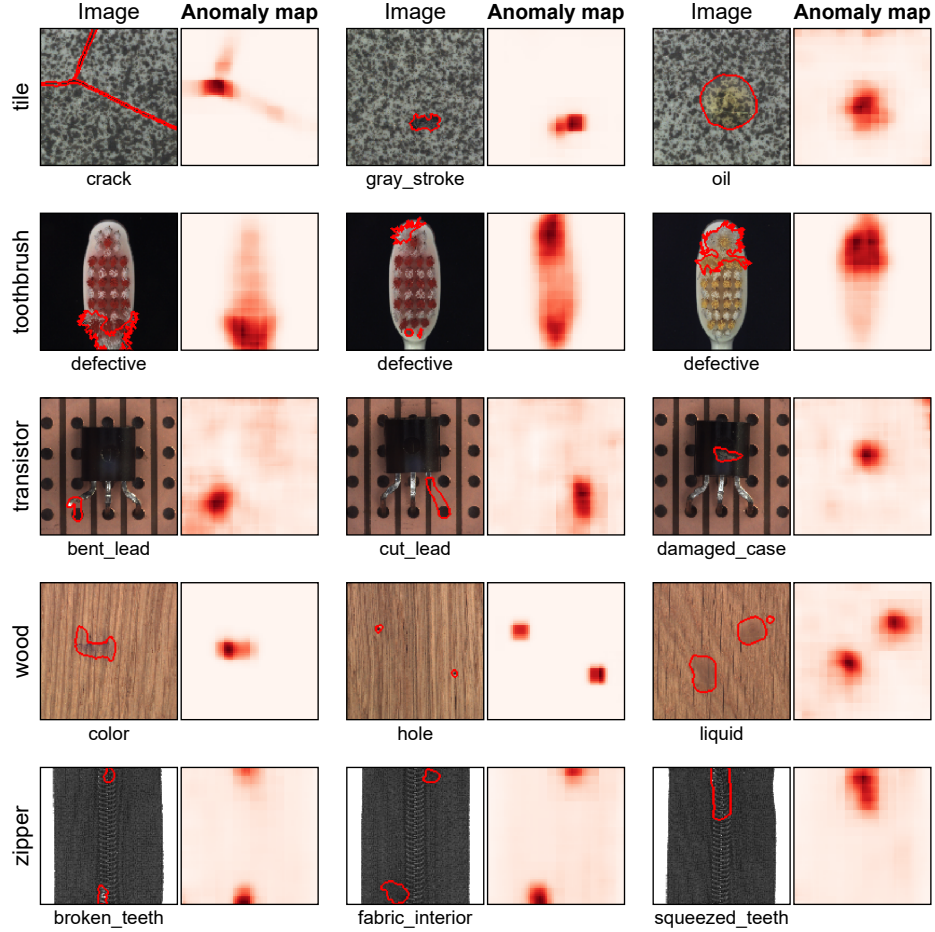 Image Anomaly map Image Anomaly map Image Anomaly map
tile
crack gray_stroke oil
toothbrush
defective defective defective
transistor
bent_lead cut_lead damaged_case
wood
color hole liquid
zipper
broken_teeth fabric_interior squeezed_teeth